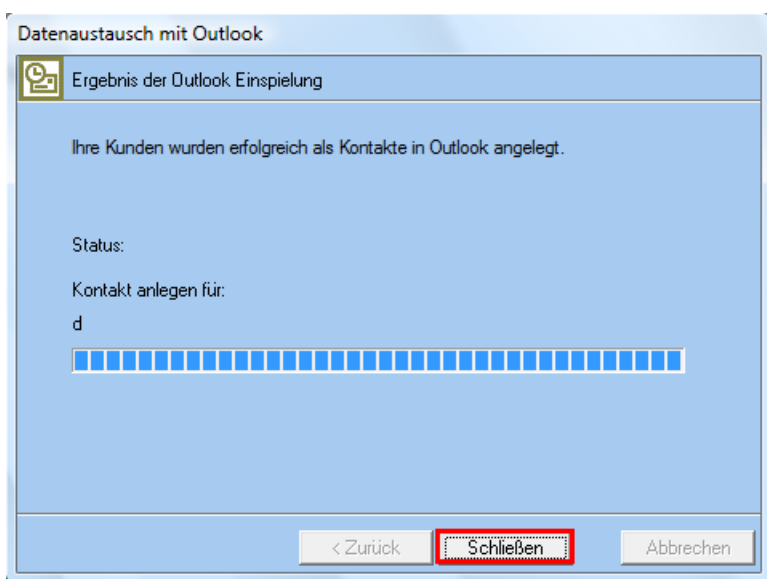 Datenaustausch mit Outlook
Ergebnis der Outlook Einspielung
Ihre Kunden wurden erfolgreich als Kontakte in Outlook angelegt.
Status:
Kontakt anlegen für:
d
< Zurück Schließen Abbrechen